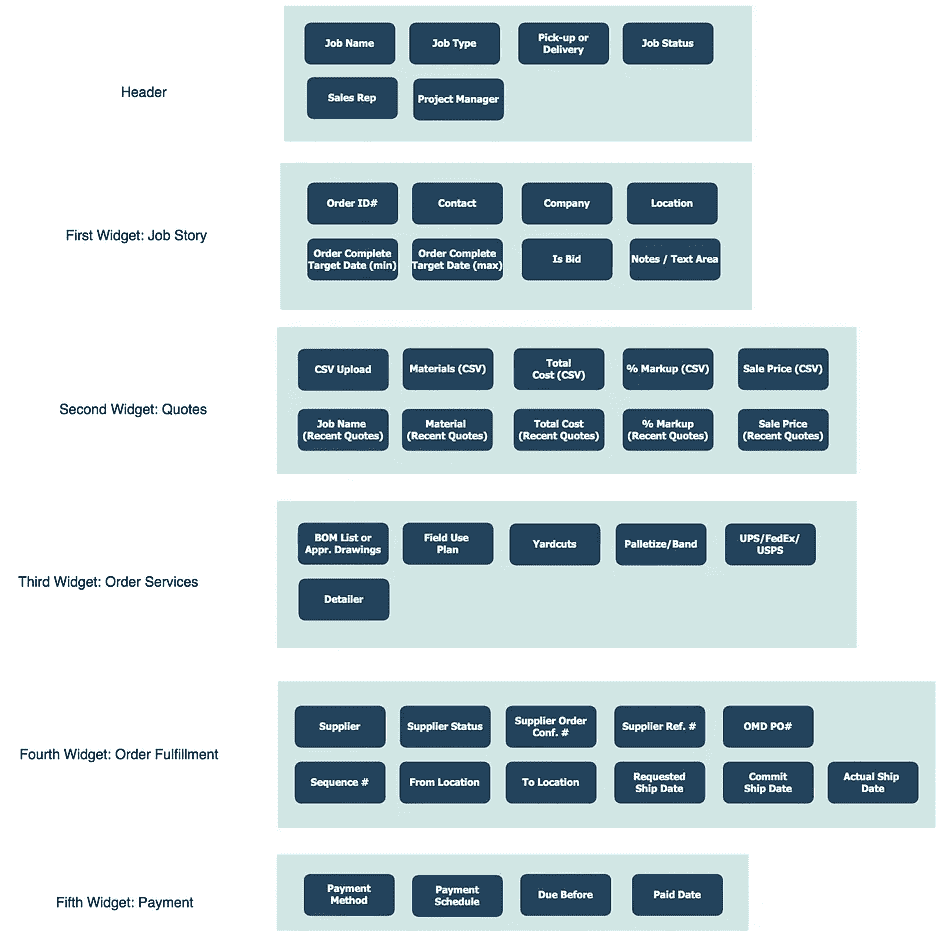 Header
Job Name
Job Type
Pick-up or
Delivery
Job Status
Sales Rep
Project Manager
First Widget: Job Story
Order ID#
Contact
Company
Location
Order Complete
Target Date (min)
Order Complete
Target Date (max)
Is Bid
Notes / Text Area
Second Widget: Quotes
CSV Upload
Materials (CSV)
Total
Cost (CSV)
% Markup (CSV)
Sale Price (CSV)
Job Name
(Recent Quotes)
Material
(Recent Quotes)
Total Cost
(Recent Quotes)
% Markup
(Recent Quotes)
Sale Price
(Recent Quotes)
Third Widget: Order Services
BOM List or
Appr. Drawings
Field Use
Plan
Yardcuts
Palletize/Band
UPS/FedEx/
USPS
Detailer
Fourth Widget: Order Fulfillment
Supplier
Supplier Status
Supplier Order
Conf. #
Supplier Ref. #
OMD PO#
Sequence #
From Location
To Location
Requested
Ship Date
Commit
Ship Date
Actual Ship
Date
Fifth Widget: Payment
Payment
Method
Payment
Schedule
Due Before
Paid Date